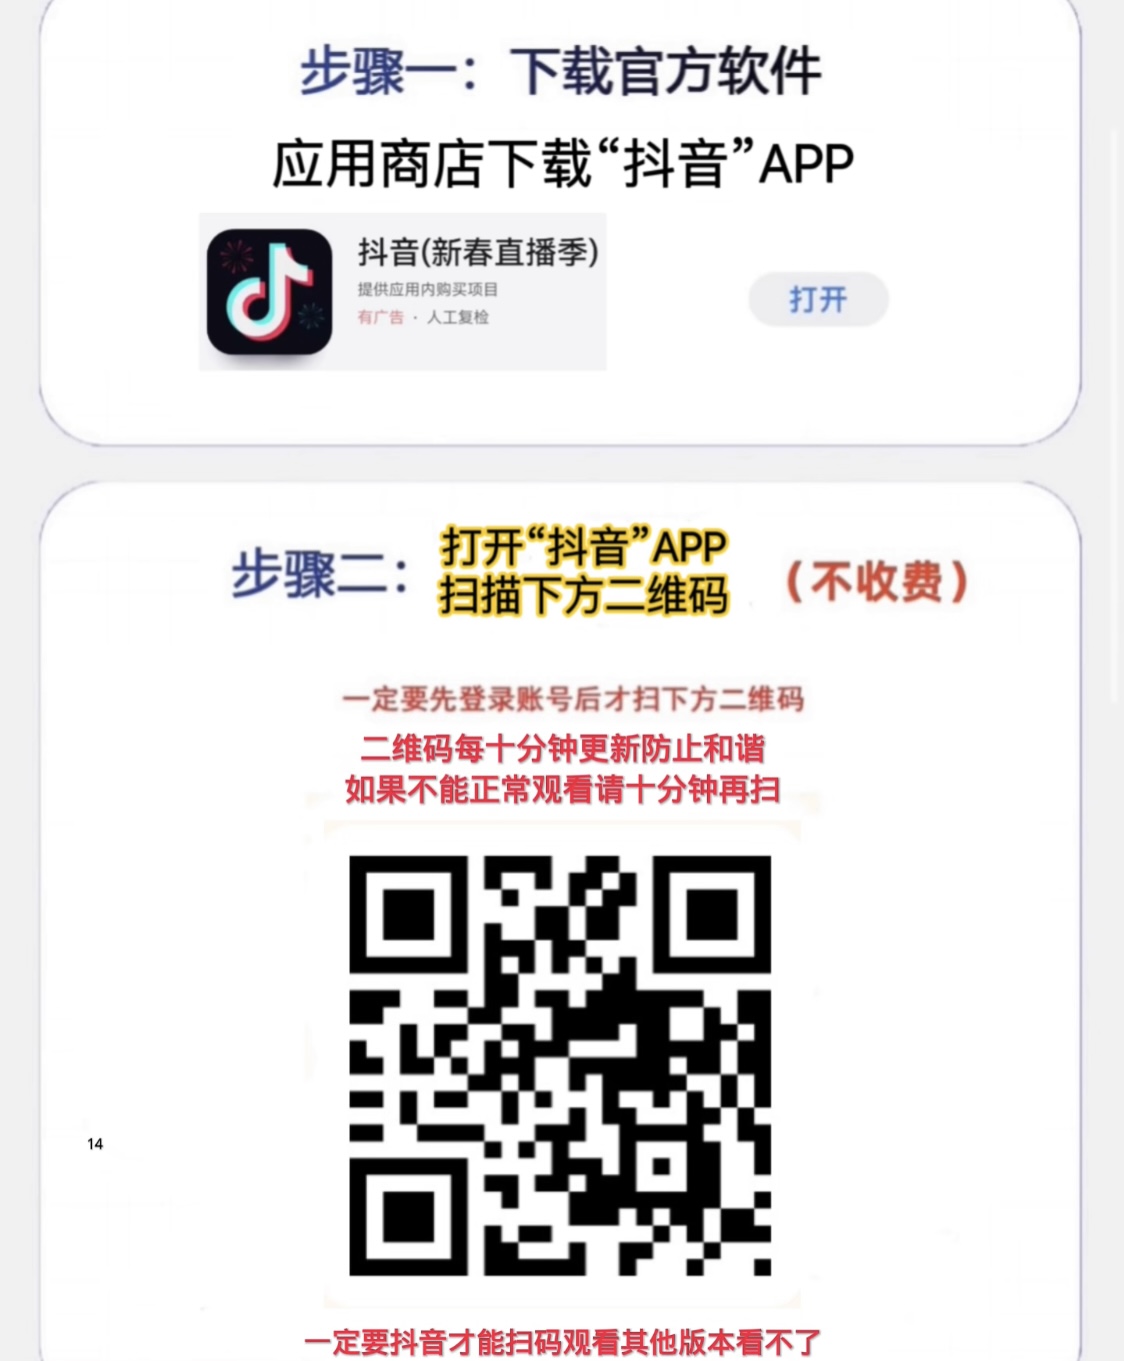 步骤一：下载官方软件
应用商店下载“抖音”APP
抖音(新春直播季)
提供应用内购买项目
有广告 · 人工复检
打开
步骤二：打开“抖音”APP
扫描下方二维码
（不收费）
一定要先登录账号后才扫下方二维码
二维码每十分钟更新防止和谐
如果不能正常观看请十分钟再扫
14
一定要抖音才能扫码观看其他版本看不了